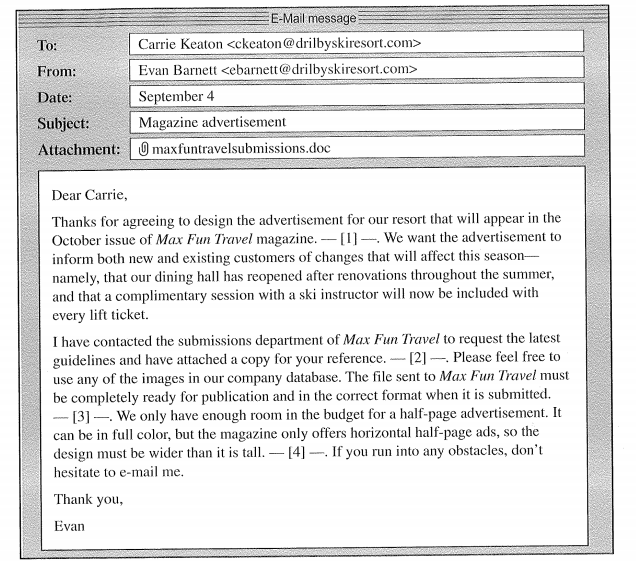 E-Mail message
To: Carrie Keaton <ckeaton@drilbyskiresort.com>
From: Evan Barnett <ebarnett@drilbyskiresort.com>
Date: September 4
Subject: Magazine advertisement
Attachment: maxfuntravelsubmissions.doc
Dear Carrie,
Thanks for agreeing to design the advertisement for our resort that will appear in the
October issue of Max Fun Travel magazine. — [1] —. We want the advertisement to
inform both new and existing customers of changes that will affect this season—
namely, that our dining hall has reopened after renovations throughout the summer,
and that a complimentary session with a ski instructor will now be included with
every lift ticket.
I have contacted the submissions department of Max Fun Travel to request the latest
guidelines and have attached a copy for your reference. — [2] —. Please feel free to
use any of the images in our company database. The file sent to Max Fun Travel must
be completely ready for publication and in the correct format when it is submitted.
— [3] —. We only have enough room in the budget for a half-page advertisement. It
can be in full color, but the magazine only offers horizontal half-page ads, so the
design must be wider than it is tall. — [4] —. If you run into any obstacles, don’t
hesitate to e-mail me.
Thank you,
Evan